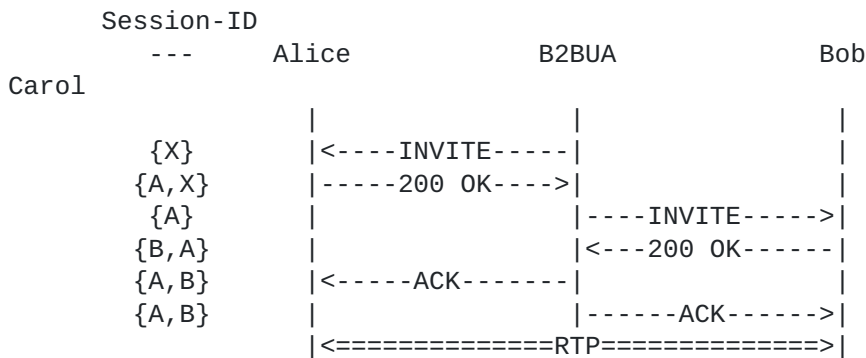 Session-ID
--- Alice B2BUA Bob
Carol
| | |
{X} |<----INVITE-----| |
{A,X} |-----200 OK---->| |
{A} | |----INVITE----->|
{B,A} | |<---200 OK------|
{A,B} |<-----ACK-------| |
{A,B} | |------ACK------>|
|<==============RTP==============>|